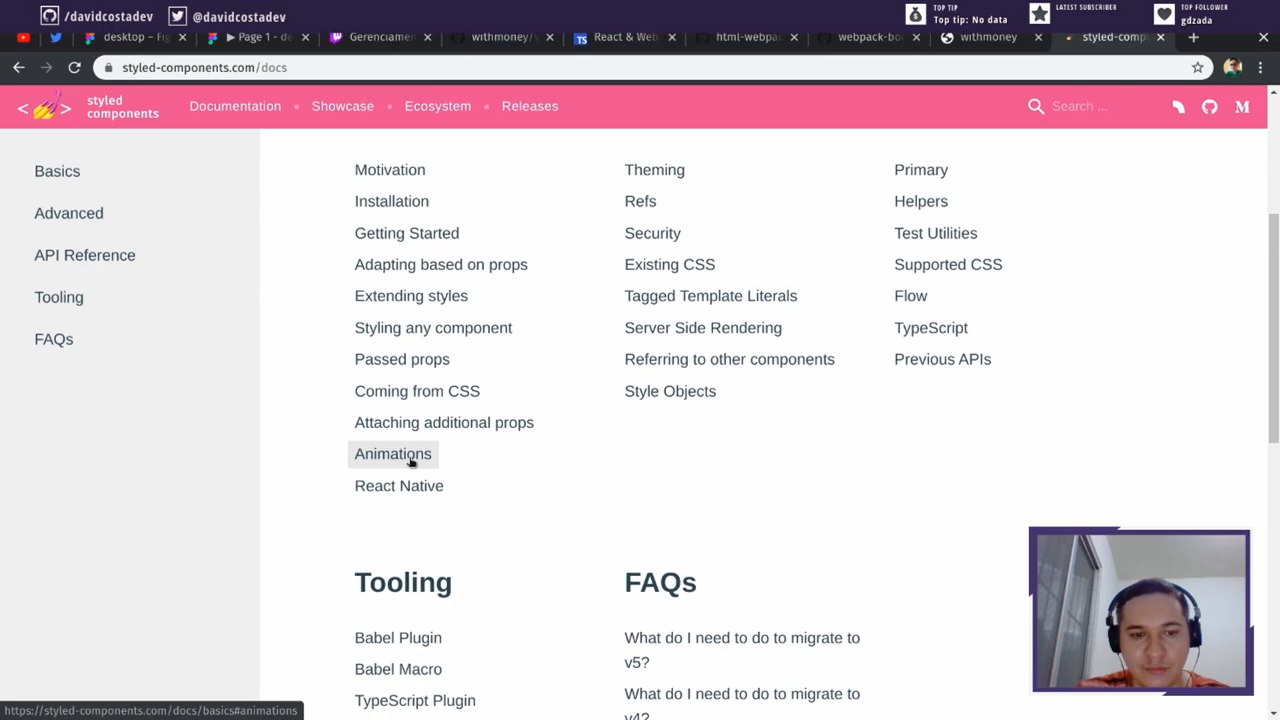 /davidcostadev
@davidcostadev
TOP TIP
Top tip: No data
LATEST SUBSCRIBER
TOP FOLLOWER
gdzada
desktop – Fig
▶ Page 1 - de
Gerenciamen
withmoney/
React & Web
html-webpac
webpack-boi
withmoney
styled-comp
styled-components.com/docs
styled components
Documentation
Showcase
Ecosystem
Releases
Search ...
Basics
Advanced
API Reference
Tooling
FAQs
Motivation
Installation
Getting Started
Adapting based on props
Extending styles
Styling any component
Passed props
Coming from CSS
Attaching additional props
Animations
React Native
Theming
Refs
Security
Existing CSS
Tagged Template Literals
Server Side Rendering
Referring to other components
Style Objects
Primary
Helpers
Test Utilities
Supported CSS
Flow
TypeScript
Previous APIs
Tooling
Babel Plugin
Babel Macro
TypeScript Plugin
FAQs
What do I need to do to migrate to
v5?
What do I need to do to migrate to
v4?
https://styled-components.com/docs/basics#animations